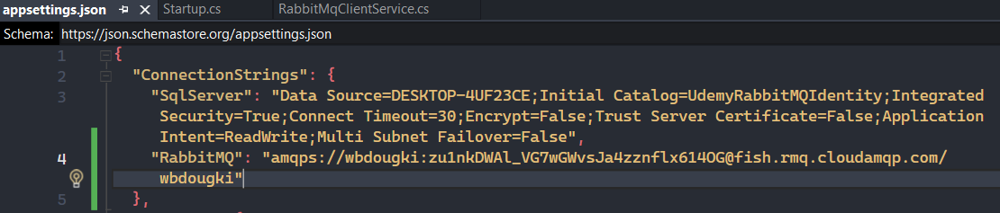 appsettings.json Startup.cs RabbitMqClientService.cs
Schema: https://json.schemastore.org/appsettings.json
1 {
2 "ConnectionStrings": {
3 "SqlServer": "Data Source=DESKTOP-4UF23CE;Initial Catalog=UdemyRabbitMQIdentity;Integrated
Security=True;Connect Timeout=30;Encrypt=False;Trust Server Certificate=False;Application
Intent=ReadWrite;Multi Subnet Failover=False",
4 "RabbitMQ": "amqps://wbdougki:zu1nkDWAl_VG7wGWvsJa4zznflx614OG@fish.rmq.cloudamqp.com/
wbdougki"
5 },